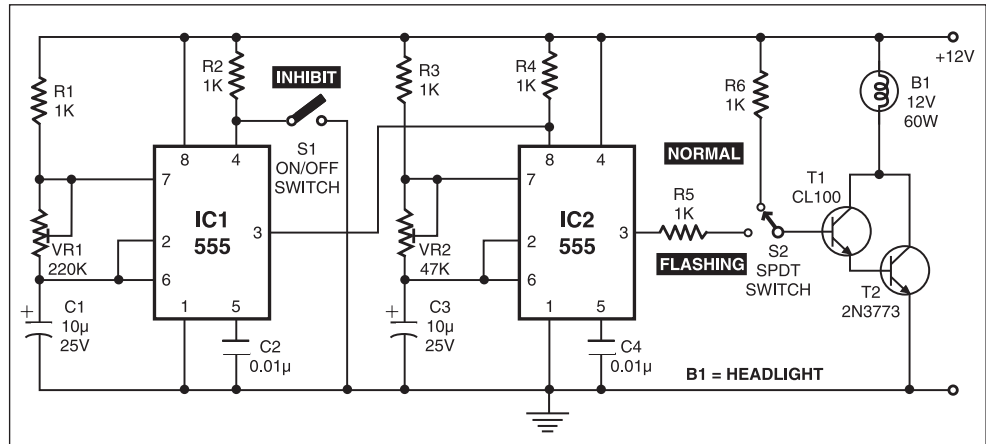 R1
1K
R2
1K
INHIBIT
S1
ON/OFF
SWITCH
R3
1K
R4
1K
R6
1K
+12V
B1
12V
60W
8
4
7
IC1
555
3
2
6
1
5
VR1
220K
+
C1
10µ
25V
C2
0.01µ
8
4
7
IC2
555
3
2
6
1
5
VR2
47K
+
C3
10µ
25V
C4
0.01µ
NORMAL
R5
1K
FLASHING
S2
SPDT
SWITCH
T1
CL100
T2
2N3773
B1 = HEADLIGHT